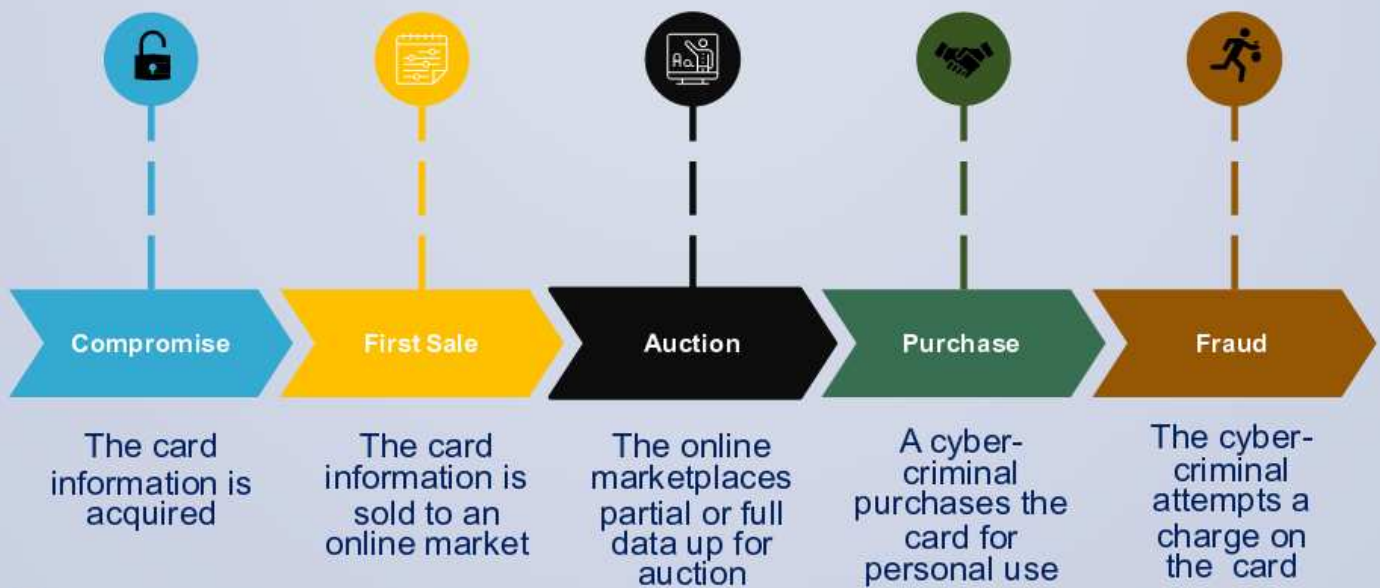 Aa
Compromise
First Sale
Auction
Purchase
Fraud
The card
information is
acquired
The card
information is
sold to an
online market
The online
marketplaces
partial or full
data up for
auction
A cyber-
criminal
purchases the
card for
personal use
The cyber-
criminal
attempts a
charge on
the card